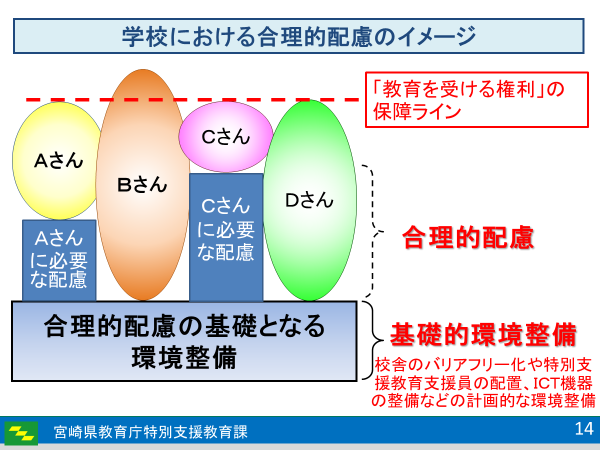 学校における合理的配慮のイメージ
「教育を受ける権利」の
保障ライン
Aさん
Bさん
Cさん
Dさん
Aさん
に必要
な配慮
Cさん
に必要
な配慮
合理的配慮
合理的配慮の基礎となる
環境整備
基礎的環境整備
校舎のバリアフリー化や特別支
援教育支援員の配置、ICT機器
の整備などの計画的な環境整備
宮崎県教育庁特別支援教育課
14